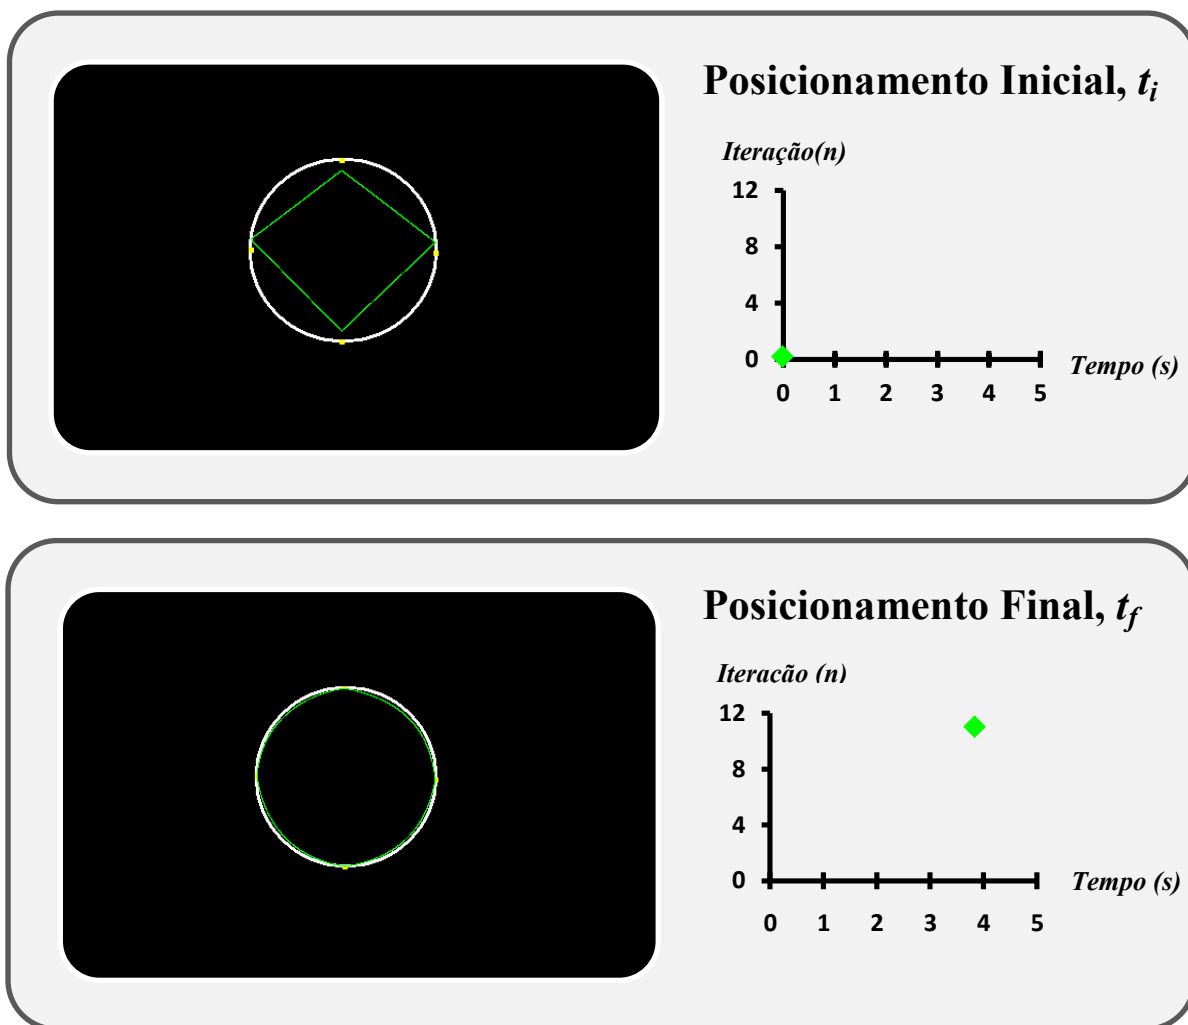 Posicionamento Inicial, ti
Iteração(n)
12
8
4
0
0 1 2 3 4 5
Tempo (s)
Posicionamento Final, tf
Iteracão (n)
12
8
4
0
0 1 2 3 4 5
Tempo (s)